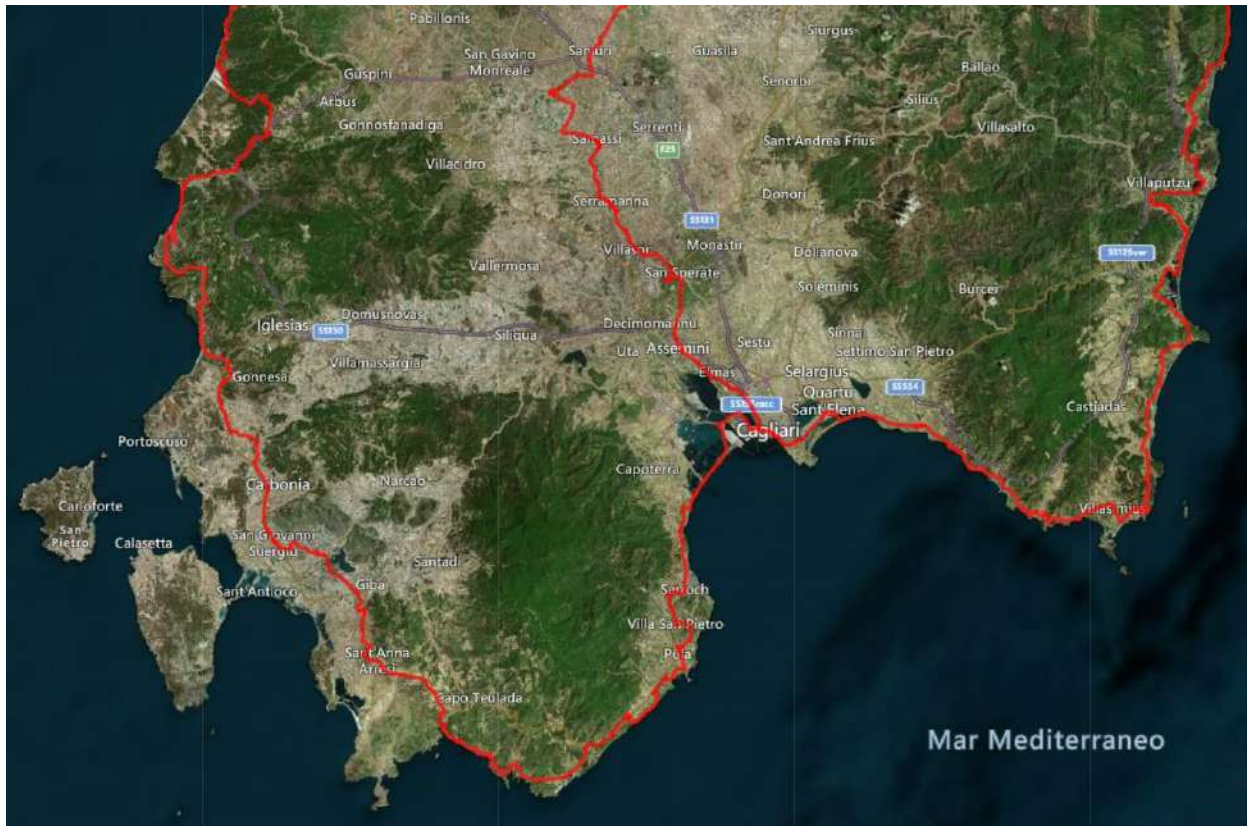 Pabillonis
Siurgus
San Gavino
Monreale
Sanluri
Guasila
Ballao
Guspini
Senorbi
Arbus
Silius
Gonnosfanadiga
Serrenti
Villasalto
Samassi
Sant'Andrea Frius
E25
Villacidro
Villaputzu
Donori
Serramanna
SS131
Villasor
Monastir
Dolianova
SS125var
Vallermosa
San Sperate
Soleminis
Burcei
Domusnovas
Iglesias
SS130
Siliqua
Decimomannu
Sinna
Uta
Assemini
Sestu
Settimo San Pietro
Villamassargia
Gonnesa
Elmas
Selargius
SS554
Quartu
Sant'Elena
Castiadas
Cagliari
Portoscuso
Capoterra
Carbonia
Narcao
Carloforte
San
Pietro
Villasimius
Calasetta
San Giovanni
Suergiu
Santadi
Giba
Sant'Antioco
Sarroch
Villa San Pietro
Sant'Anna
Arresi
Pula
Capo Teulada
Mar Mediterraneo